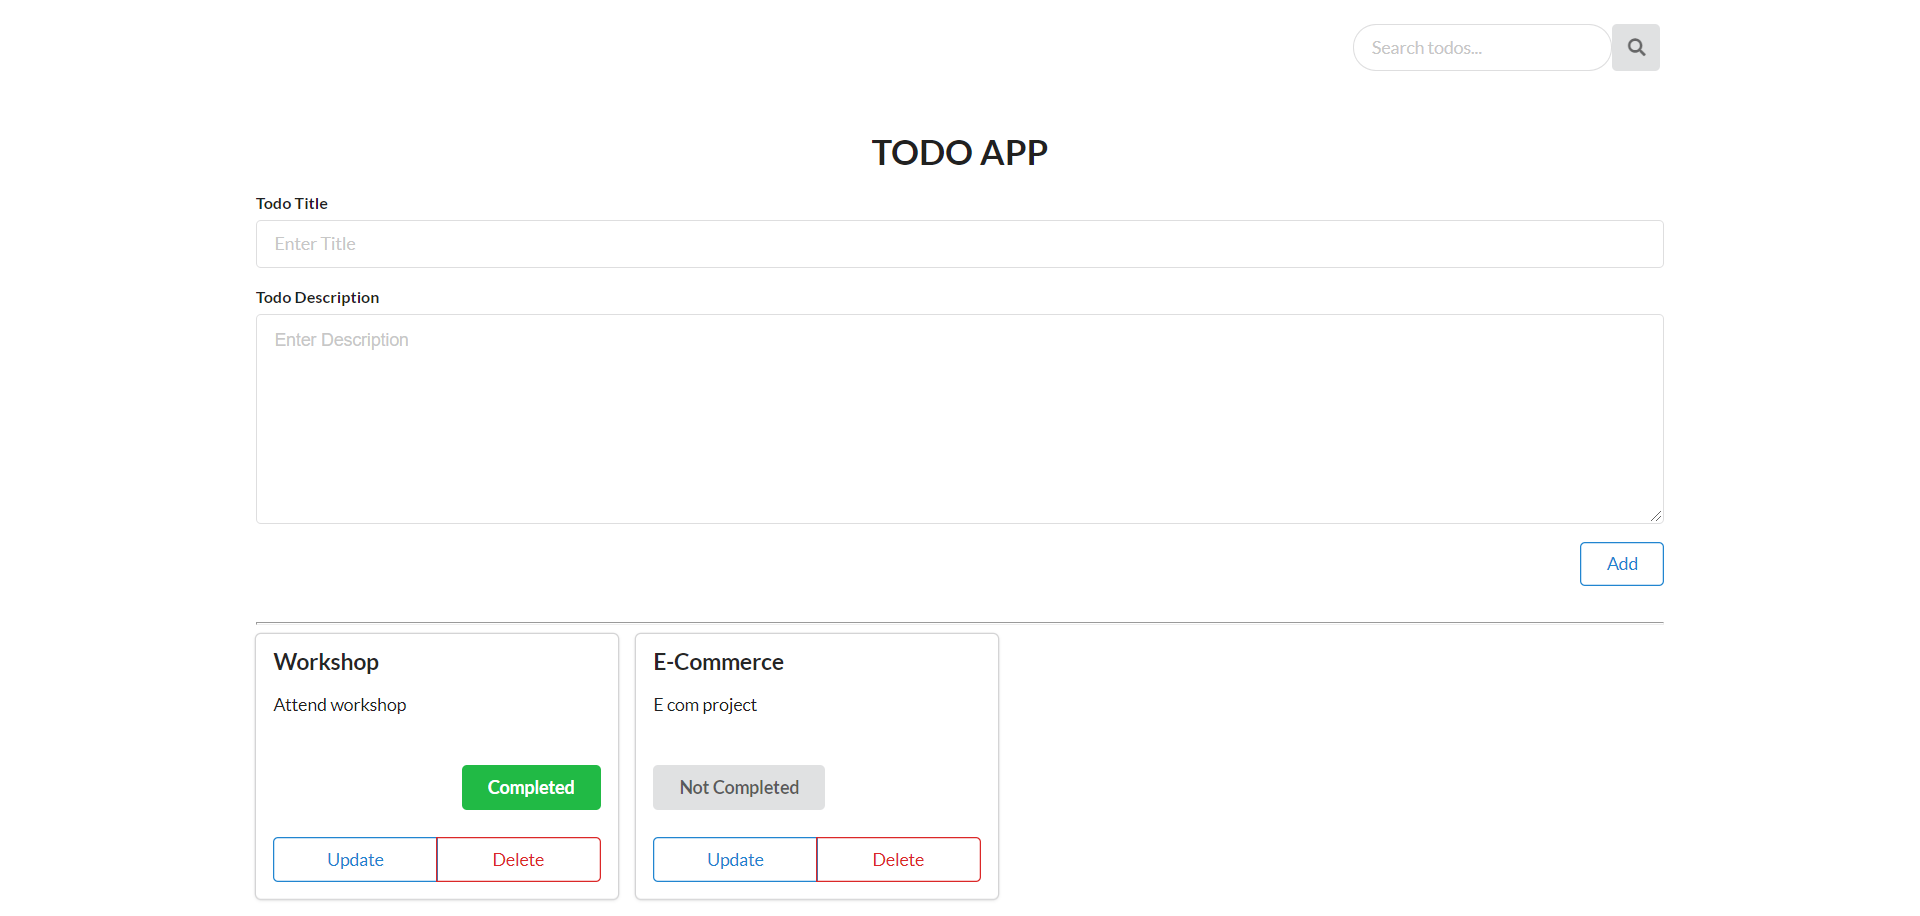 Search todos...
TODO APP
Todo Title
Enter Title
Todo Description
Enter Description
Add
Workshop
Attend workshop
Completed
Update
Delete
E-Commerce
E com project
Not Completed
Update
Delete